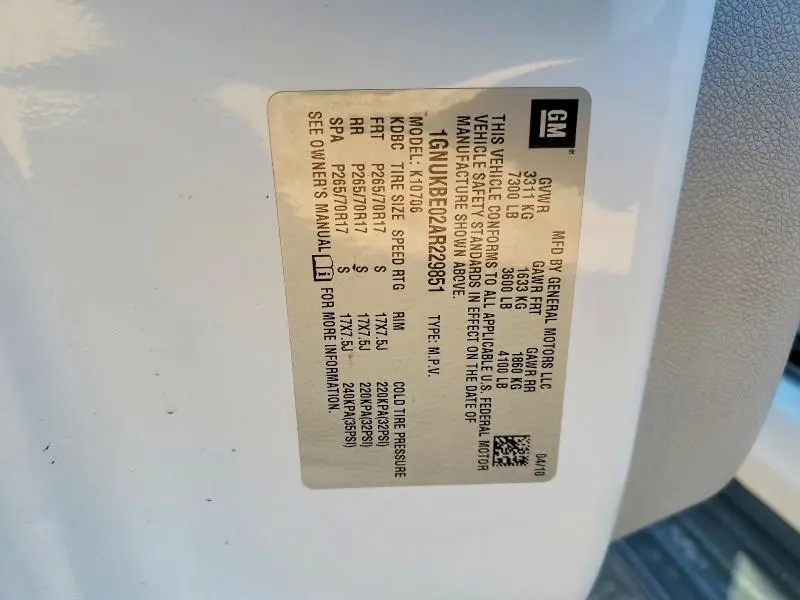 GM
MFD BY GENERAL MOTORS LLC 04/10
GVWR GAWR FRT GAWR RR
3311 KG 1633 KG 1860 KG
7300 LB 3600 LB 4100 LB
THIS VEHICLE CONFORMS TO ALL APPLICABLE U.S. FEDERAL MOTOR
VEHICLE SAFETY STANDARDS IN EFFECT ON THE DATE OF
MANUFACTURE SHOWN ABOVE.
1GNUKBE02AR229851 TYPE: M.P.V.
MODEL: K10706
KDBC TIRE SIZE SPEED RTG RIM COLD TIRE PRESSURE
FRT P265/70R17 S 17X7.5J 220KPA(32PSI)
RR P265/70R17 S 17X7.5J 220KPA(32PSI)
SPA P265/70R17 S 17X7.5J 240KPA(35PSI)
SEE OWNER'S MANUAL FOR MORE INFORMATION.